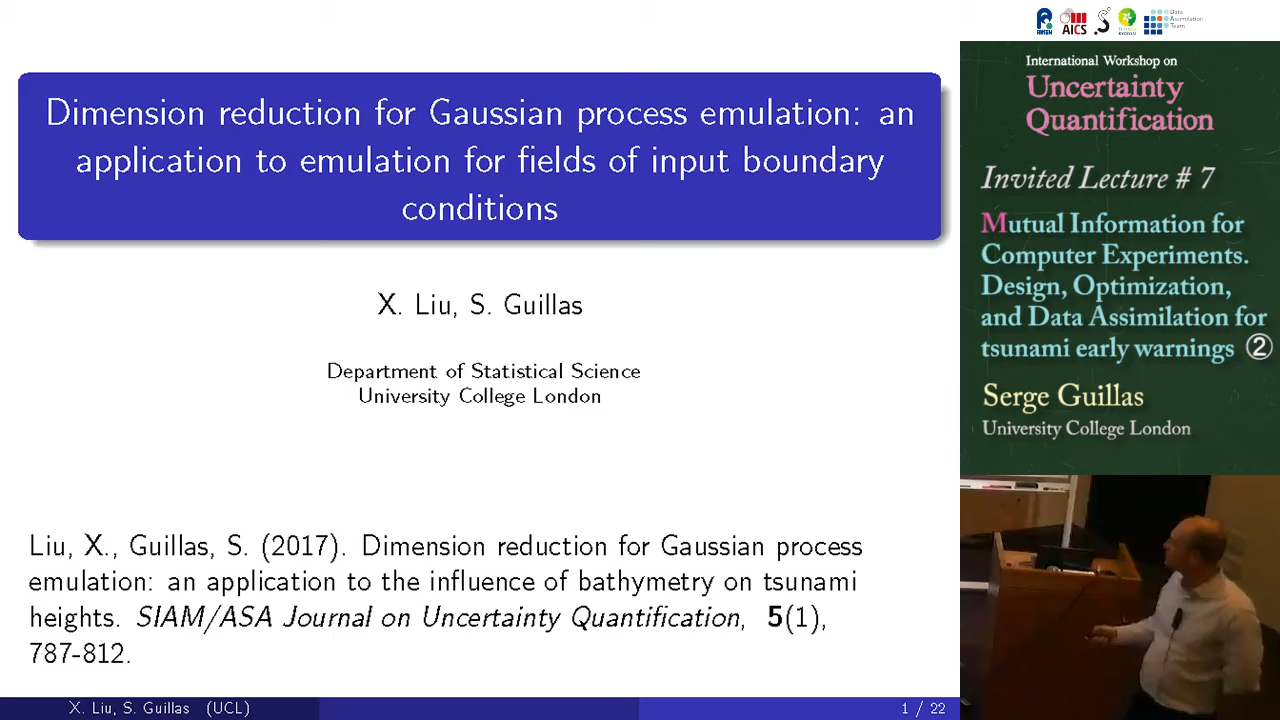 Dimension reduction for Gaussian process emulation: an
application to emulation for fields of input boundary
conditions
X. Liu, S. Guillas
Department of Statistical Science
University College London
Liu, X., Guillas, S. (2017). Dimension reduction for Gaussian process
emulation: an application to the influence of bathymetry on tsunami
heights. SIAM/ASA Journal on Uncertainty Quantification, 5(1),
787-812.
X. Liu, S. Guillas (UCL)
1 / 22
AICS
Data
Assimilation
Team
International Workshop on
Uncertainty
Quantification
Invited Lecture # 7
Mutual Information for
Computer Experiments.
Design, Optimization,
and Data Assimilation for
tsunami early warnings ②
Serge Guillas
University College London